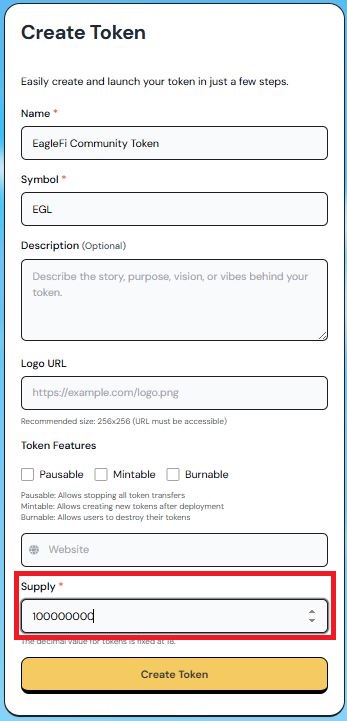 Create Token
Easily create and launch your token in just a few steps.
Name *
EagleFi Community Token
Symbol *
EGL
Description (Optional)
Describe the story, purpose, vision, or vibes behind your
token.
Logo URL
https://example.com/logo.png
Recommended size: 256x256 (URL must be accessible)
Token Features
Pausable Mintable Burnable
Pausable: Allows stopping all token transfers
Mintable: Allows creating new tokens after deployment
Burnable: Allows users to destroy their tokens
Website
Supply *
100000000
The decimal value for tokens is fixed at 18.
Create Token